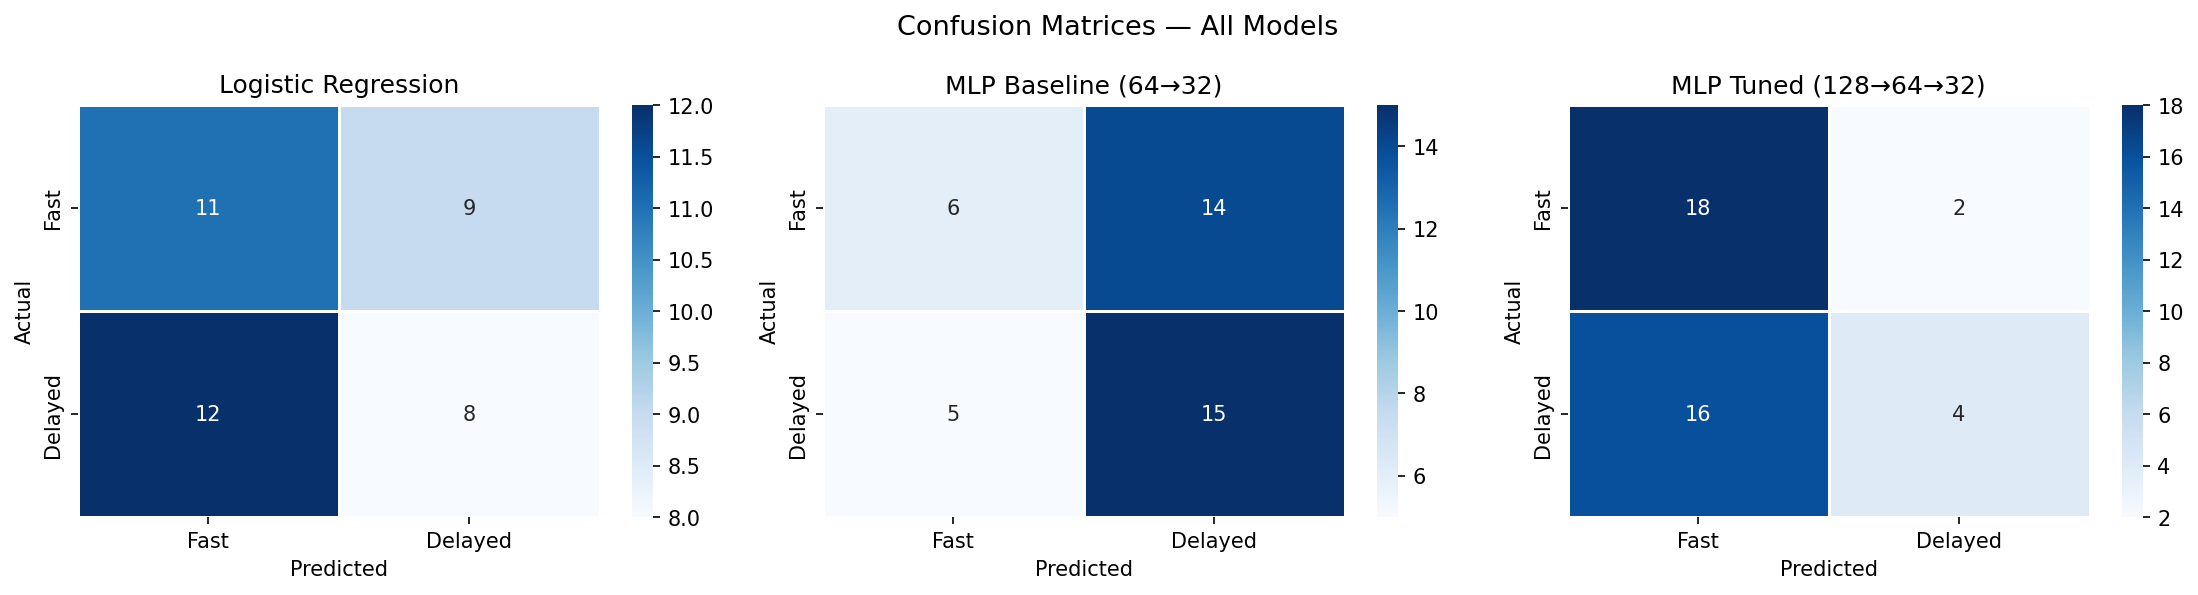 Confusion Matrices — All Models
Logistic Regression
Actual
Fast
Delayed
11
9
12
8
Fast
Delayed
Predicted
12.0
11.5
11.0
10.5
10.0
9.5
9.0
8.5
8.0
MLP Baseline (64→32)
Actual
Fast
Delayed
6
14
5
15
Fast
Delayed
Predicted
14
12
10
8
6
MLP Tuned (128→64→32)
Actual
Fast
Delayed
18
2
16
4
Fast
Delayed
Predicted
18
16
14
12
10
8
6
4
2